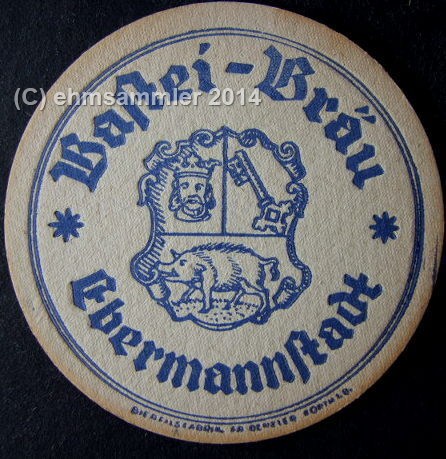 Bastei-Bräu
(C) ehmsammler 2014
Ebermannstadt